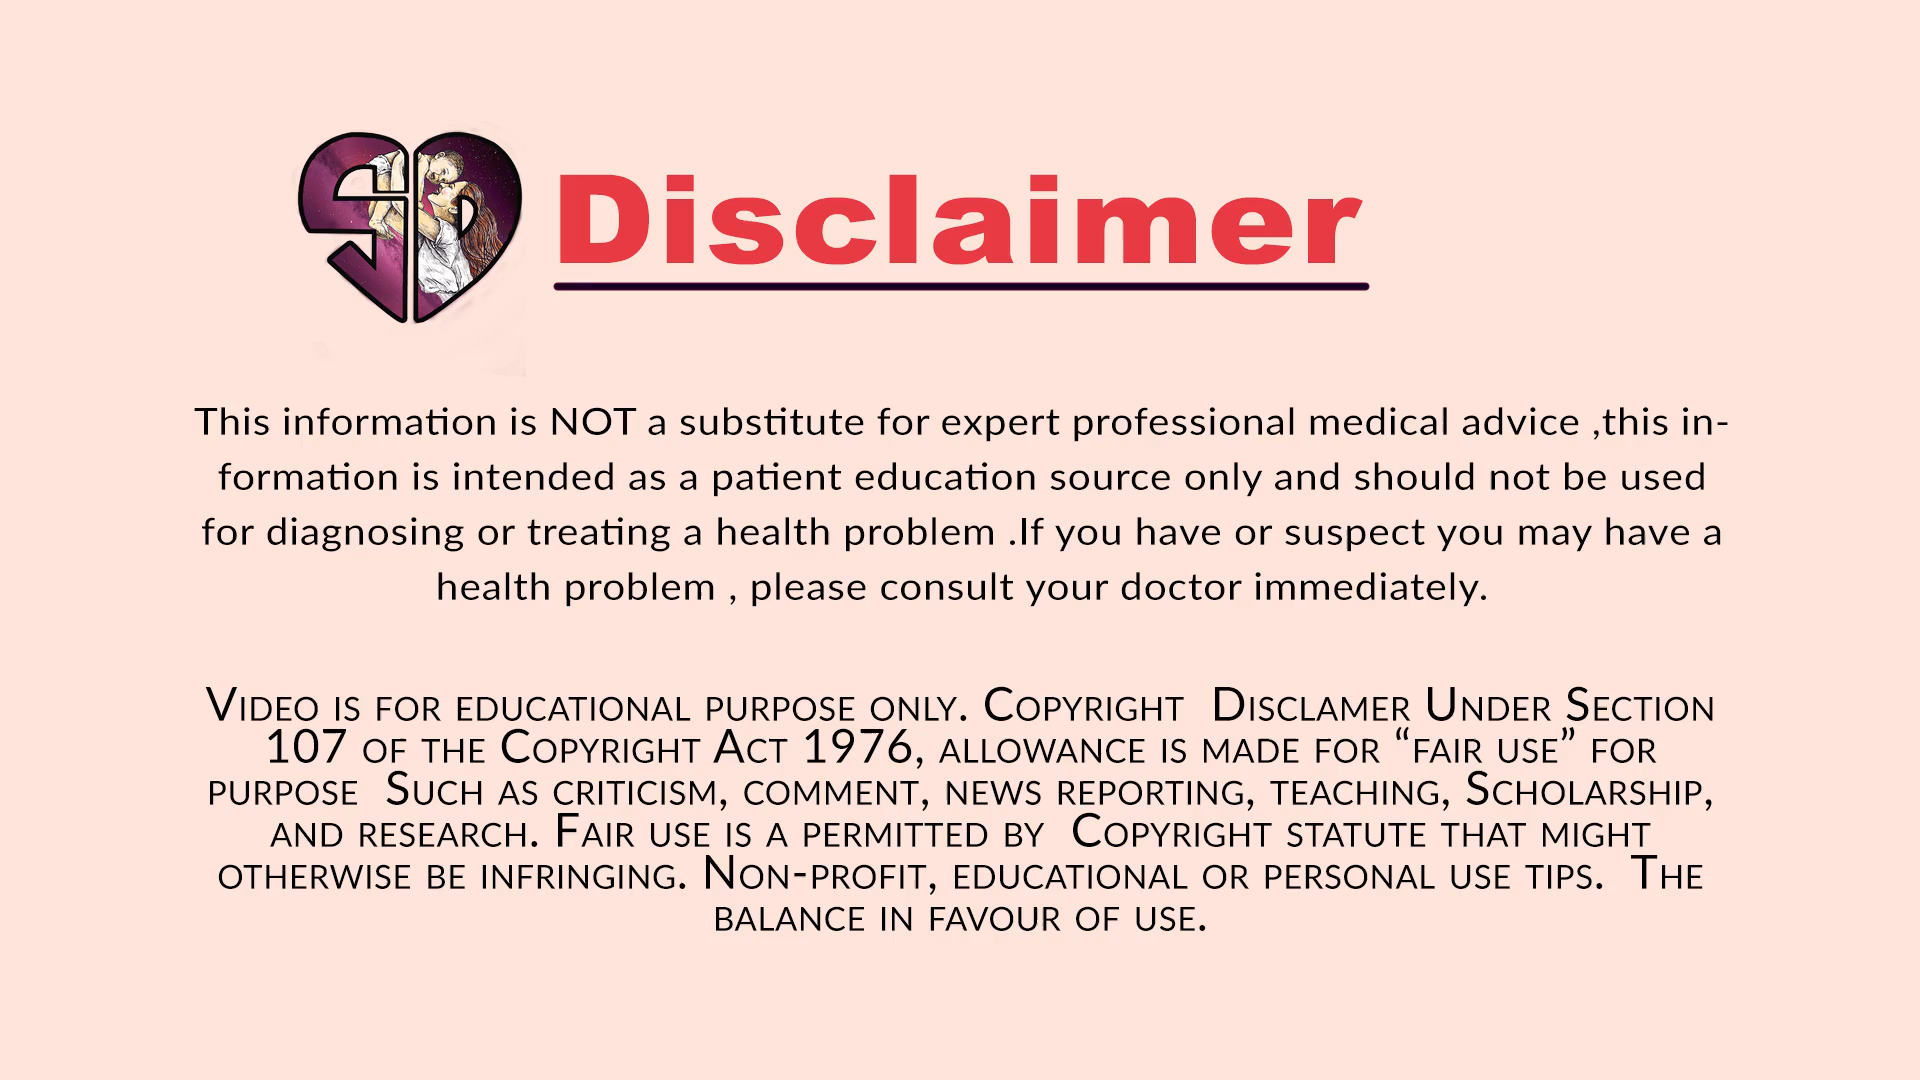 Disclaimer
This information is NOT a substitute for expert professional medical advice ,this in-
formation is intended as a patient education source only and should not be used
for diagnosing or treating a health problem .If you have or suspect you may have a
health problem , please consult your doctor immediately.
Video is for educational purpose only. Copyright  Disclamer Under Section
107 of the Copyright Act 1976, allowance is made for “fair use” for
purpose  Such as criticism, comment, news reporting, teaching, Scholarship,
and research. Fair use is a permitted by  Copyright statute that might
otherwise be infringing. Non-profit, educational or personal use tips.  The
balance in favour of use.